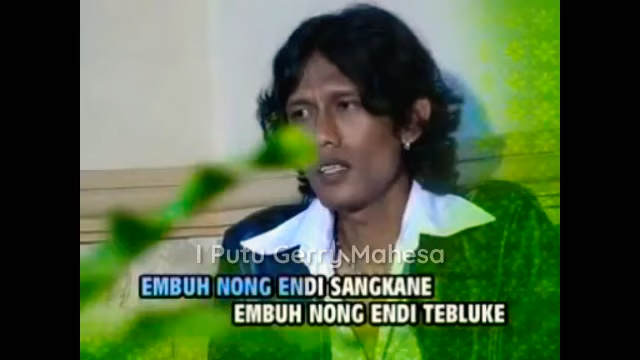 I Putu Gerry Mahesa
EMBUH NONG ENDI SANGKANE
EMBUH NONG ENDI TEBLUKE